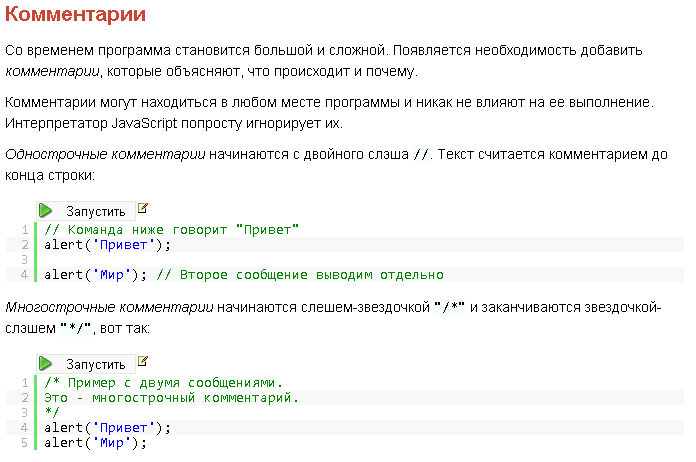 Комментарии
Со временем программа становится большой и сложной. Появляется необходимость добавить
комментарии, которые объясняют, что происходит и почему.
Комментарии могут находиться в любом месте программы и никак не влияют на ее выполнение.
Интерпретатор JavaScript попросту игнорирует их.
Однострочные комментарии начинаются с двойного слэша //. Текст считается комментарием до
конца строки:
Запустить
1 // Команда ниже говорит "Привет"
2 alert('Привет');
3
4 alert('Мир'); // Второе сообщение выводим отдельно
Многострочные комментарии начинаются слешем-звездочкой "/*" и заканчиваются звездочкой-
слэшем "*/", вот так:
Запустить
1 /* Пример с двумя сообщениями.
2 Это - многострочный комментарий.
3 */
4 alert('Привет');
5 alert('Мир');